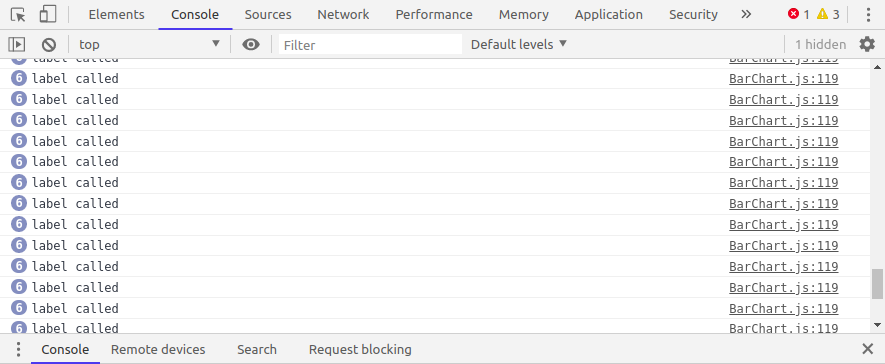 Elements Console Sources Network Performance Memory Application Security 1 3
top Filter Default levels 1 hidden
label called BarChart.js:119
6 label called BarChart.js:119
6 label called BarChart.js:119
6 label called BarChart.js:119
6 label called BarChart.js:119
6 label called BarChart.js:119
6 label called BarChart.js:119
6 label called BarChart.js:119
6 label called BarChart.js:119
6 label called BarChart.js:119
6 label called BarChart.js:119
6 label called BarChart.js:119
6 label called BarChart.js:119
6 label called BarChart.js:119
Console Remote devices Search Request blocking